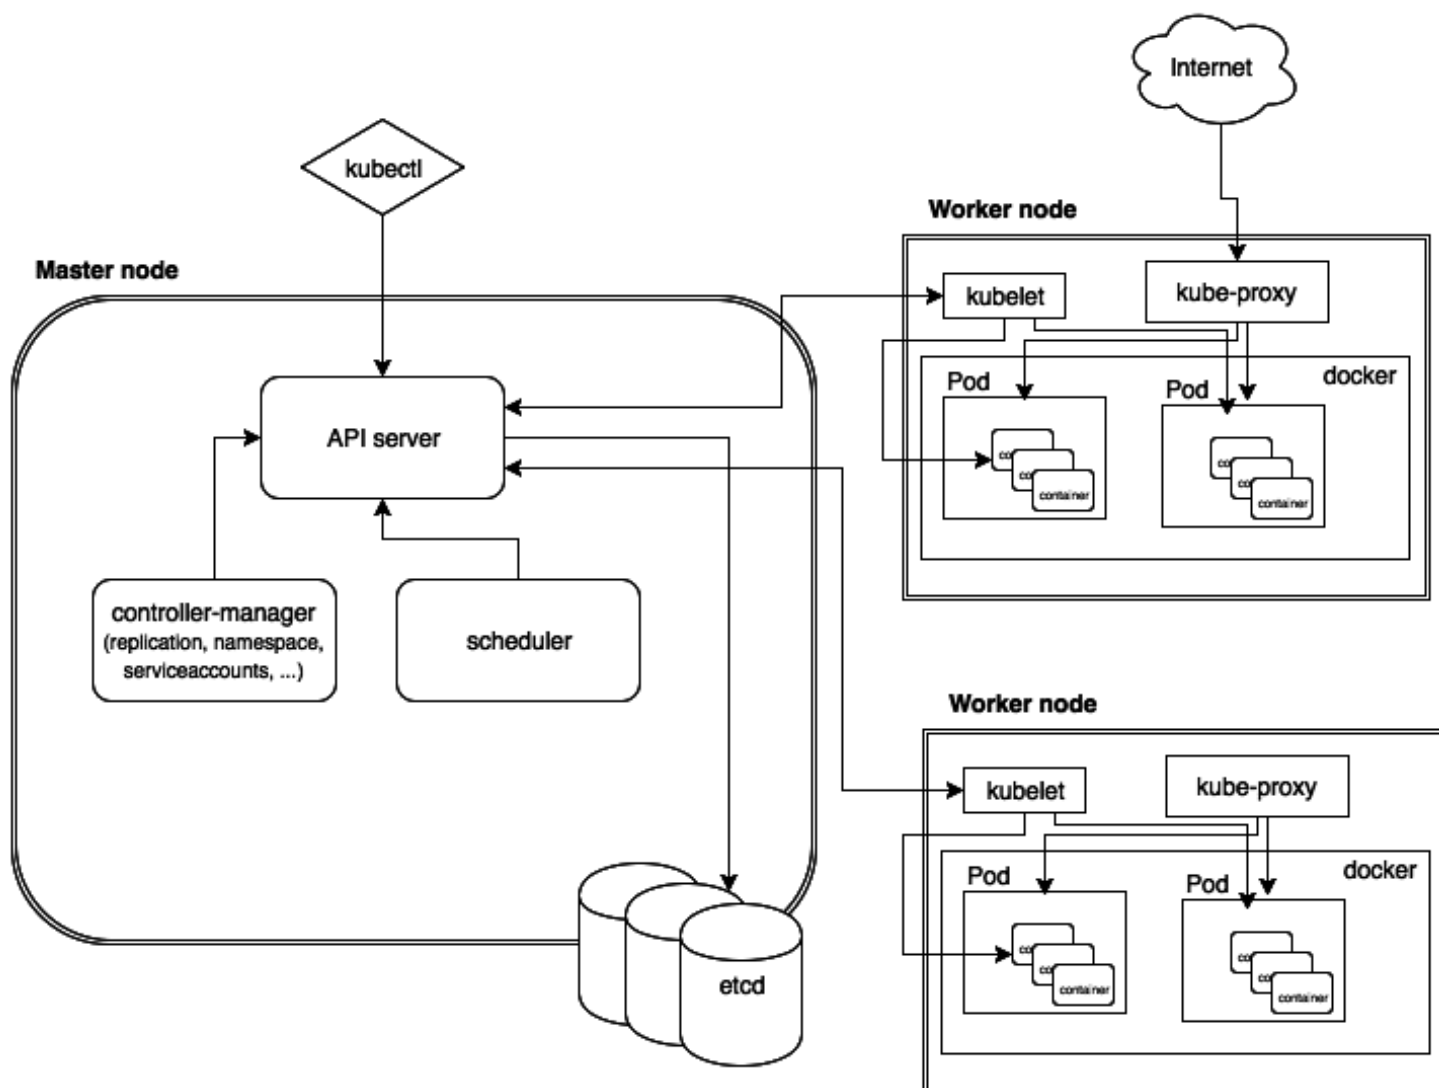 Internet
kubectl
Worker node
Master node
kubelet
kube-proxy
Pod
docker
Pod
API server
container
container
controller-manager
(replication, namespace,
serviceaccounts, ...)
scheduler
Worker node
kubelet
kube-proxy
Pod
docker
Pod
container
container
etcd